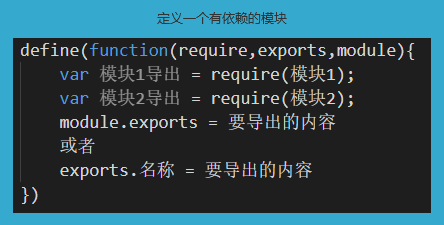 定义一个有依赖的模块
define(function(require,exports,module){
var 模块1导出 = require(模块1);
var 模块2导出 = require(模块2);
module.exports = 要导出的内容
或者
exports.名称 = 要导出的内容
})